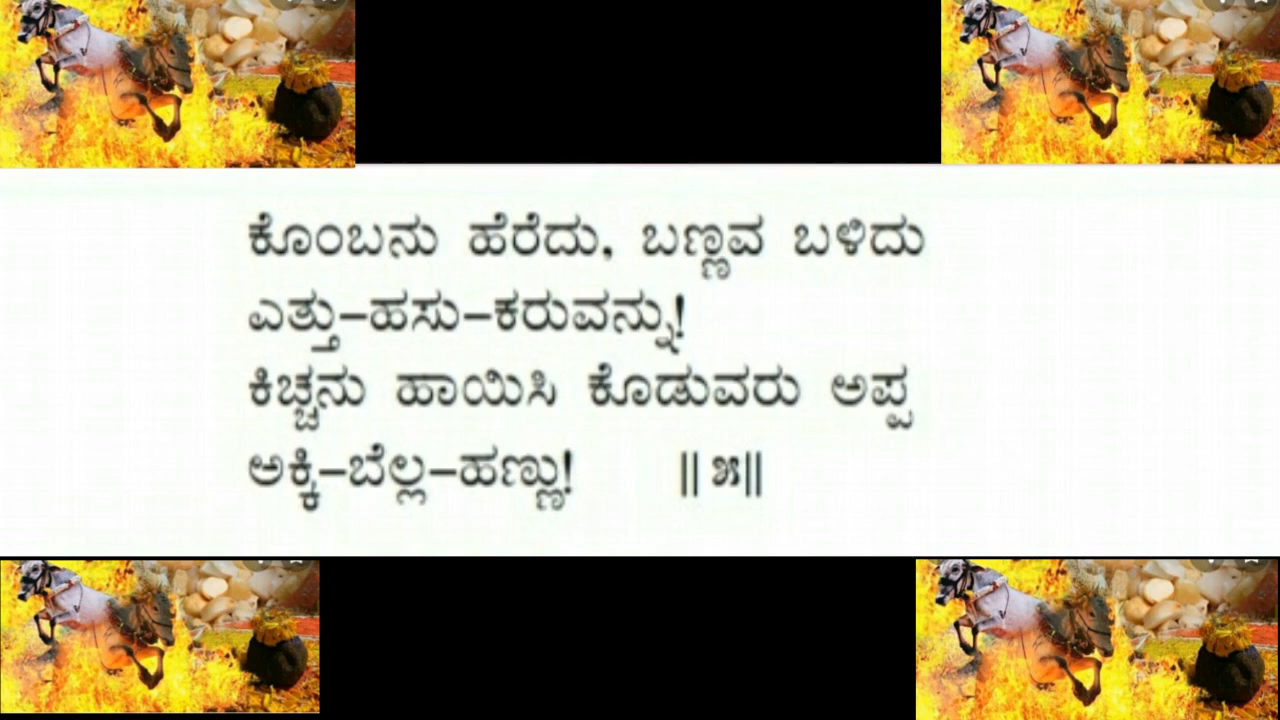 ಕೊಂಬನು ಹೆರೆದು, ಬಣ್ಣವ ಬಳಿದು
ಎತ್ತು–ಹಸು–ಕರುವನ್ನು!
ಕಿಚ್ಚನು ಹಾಯಿಸಿ ಕೊಡುವರು ಅಪ್ಪ
ಅಕ್ಕಿ–ಬೆಲ್ಲ–ಹಣ್ಣು! ॥ ೫॥